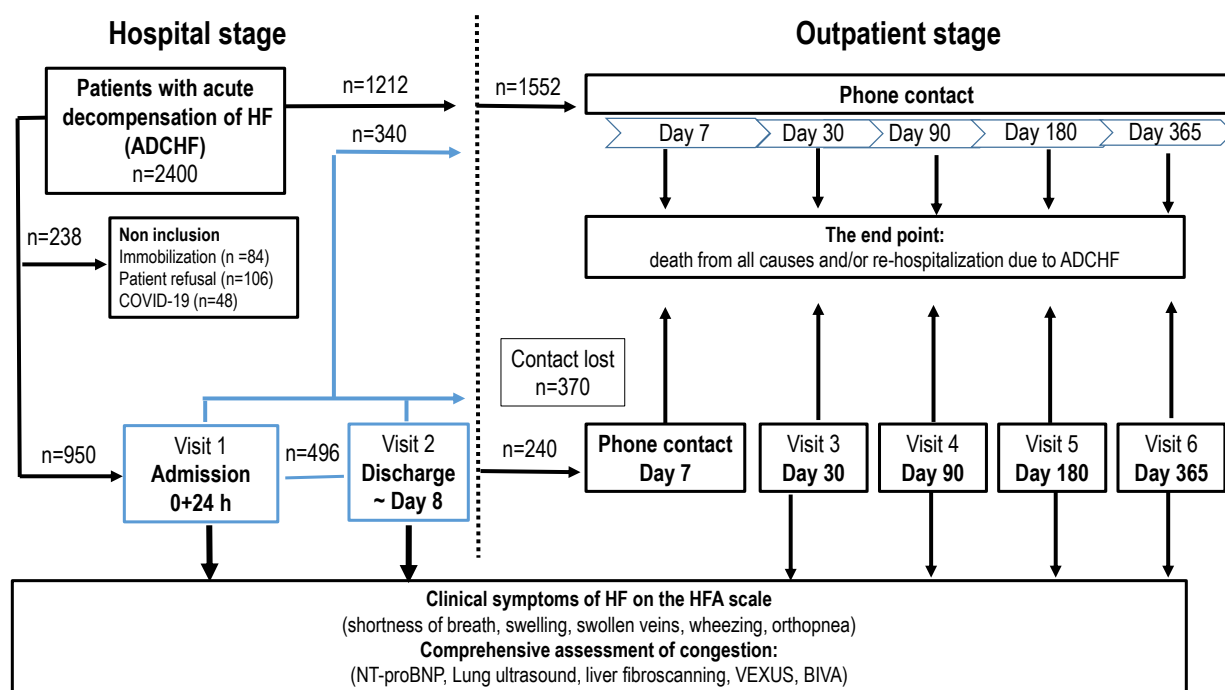 Hospital stage
Outpatient stage
Patients with acute
decompensation of HF
(ADCHF)
n=2400
n=1212
n=340
n=1552
Phone contact
Day 7
Day 30
Day 90
Day 180
Day 365
n=238
Non inclusion
Immobilization (n =84)
Patient refusal (n=106)
COVID-19 (n=48)
The end point:
death from all causes and/or re-hospitalization due to ADCHF
Contact lost
n=370
n=950
Visit 1
Admission
0+24 h
n=496
Visit 2
Discharge
~ Day 8
n=240
Phone contact
Day 7
Visit 3
Day 30
Visit 4
Day 90
Visit 5
Day 180
Visit 6
Day 365
Clinical symptoms of HF on the HFA scale
(shortness of breath, swelling, swollen veins, wheezing, orthopnea)
Comprehensive assessment of congestion:
(NT-proBNP, Lung ultrasound, liver fibroscanning, VEXUS, BIVA)